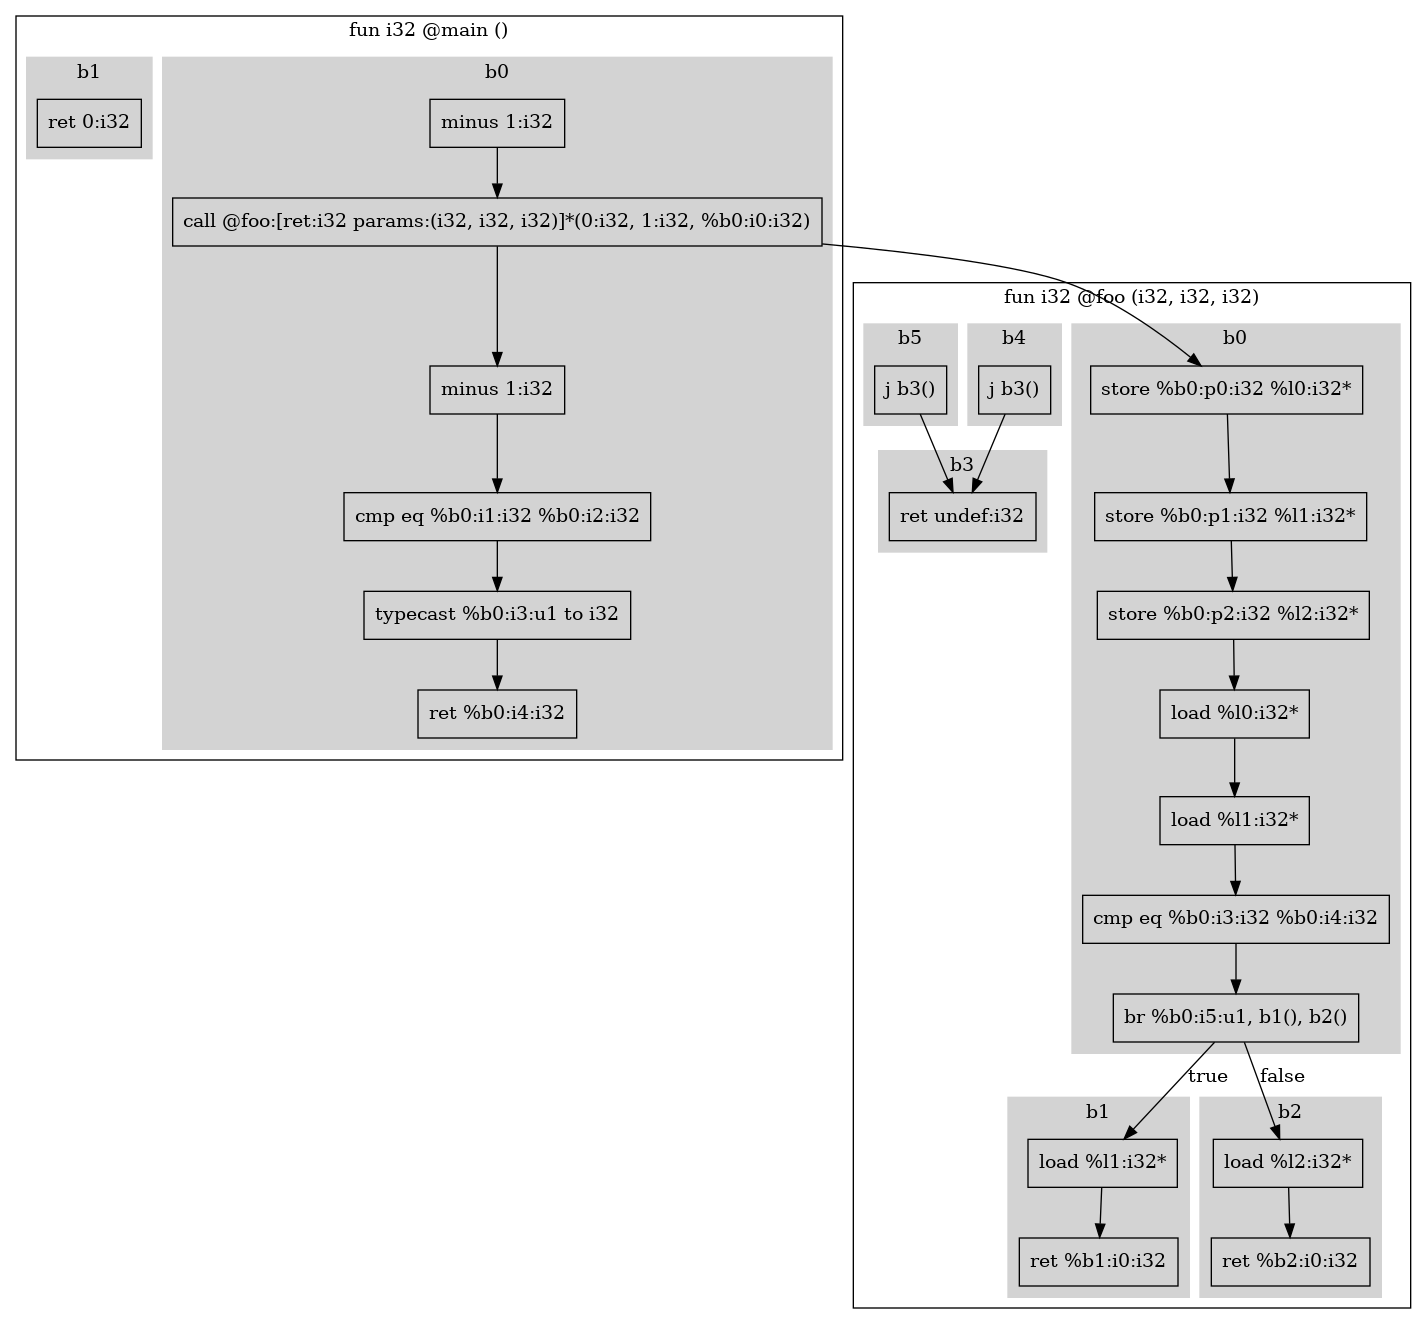 fun i32 @main ()
b1
ret 0:i32
b0
minus 1:i32
call @foo:[ret:i32 params:(i32, i32, i32)]*(0:i32, 1:i32, %b0:i0:i32)
minus 1:i32
cmp eq %b0:i1:i32 %b0:i2:i32
typecast %b0:i3:u1 to i32
ret %b0:i4:i32
fun i32 @foo (i32, i32, i32)
b5
j b3()
b4
j b3()
b3
ret undef:i32
b0
store %b0:p0:i32 %l0:i32*
store %b0:p1:i32 %l1:i32*
store %b0:p2:i32 %l2:i32*
load %l0:i32*
load %l1:i32*
cmp eq %b0:i3:i32 %b0:i4:i32
br %b0:i5:u1, b1(), b2()
true
false
b1
load %l1:i32*
ret %b1:i0:i32
b2
load %l2:i32*
ret %b2:i0:i32